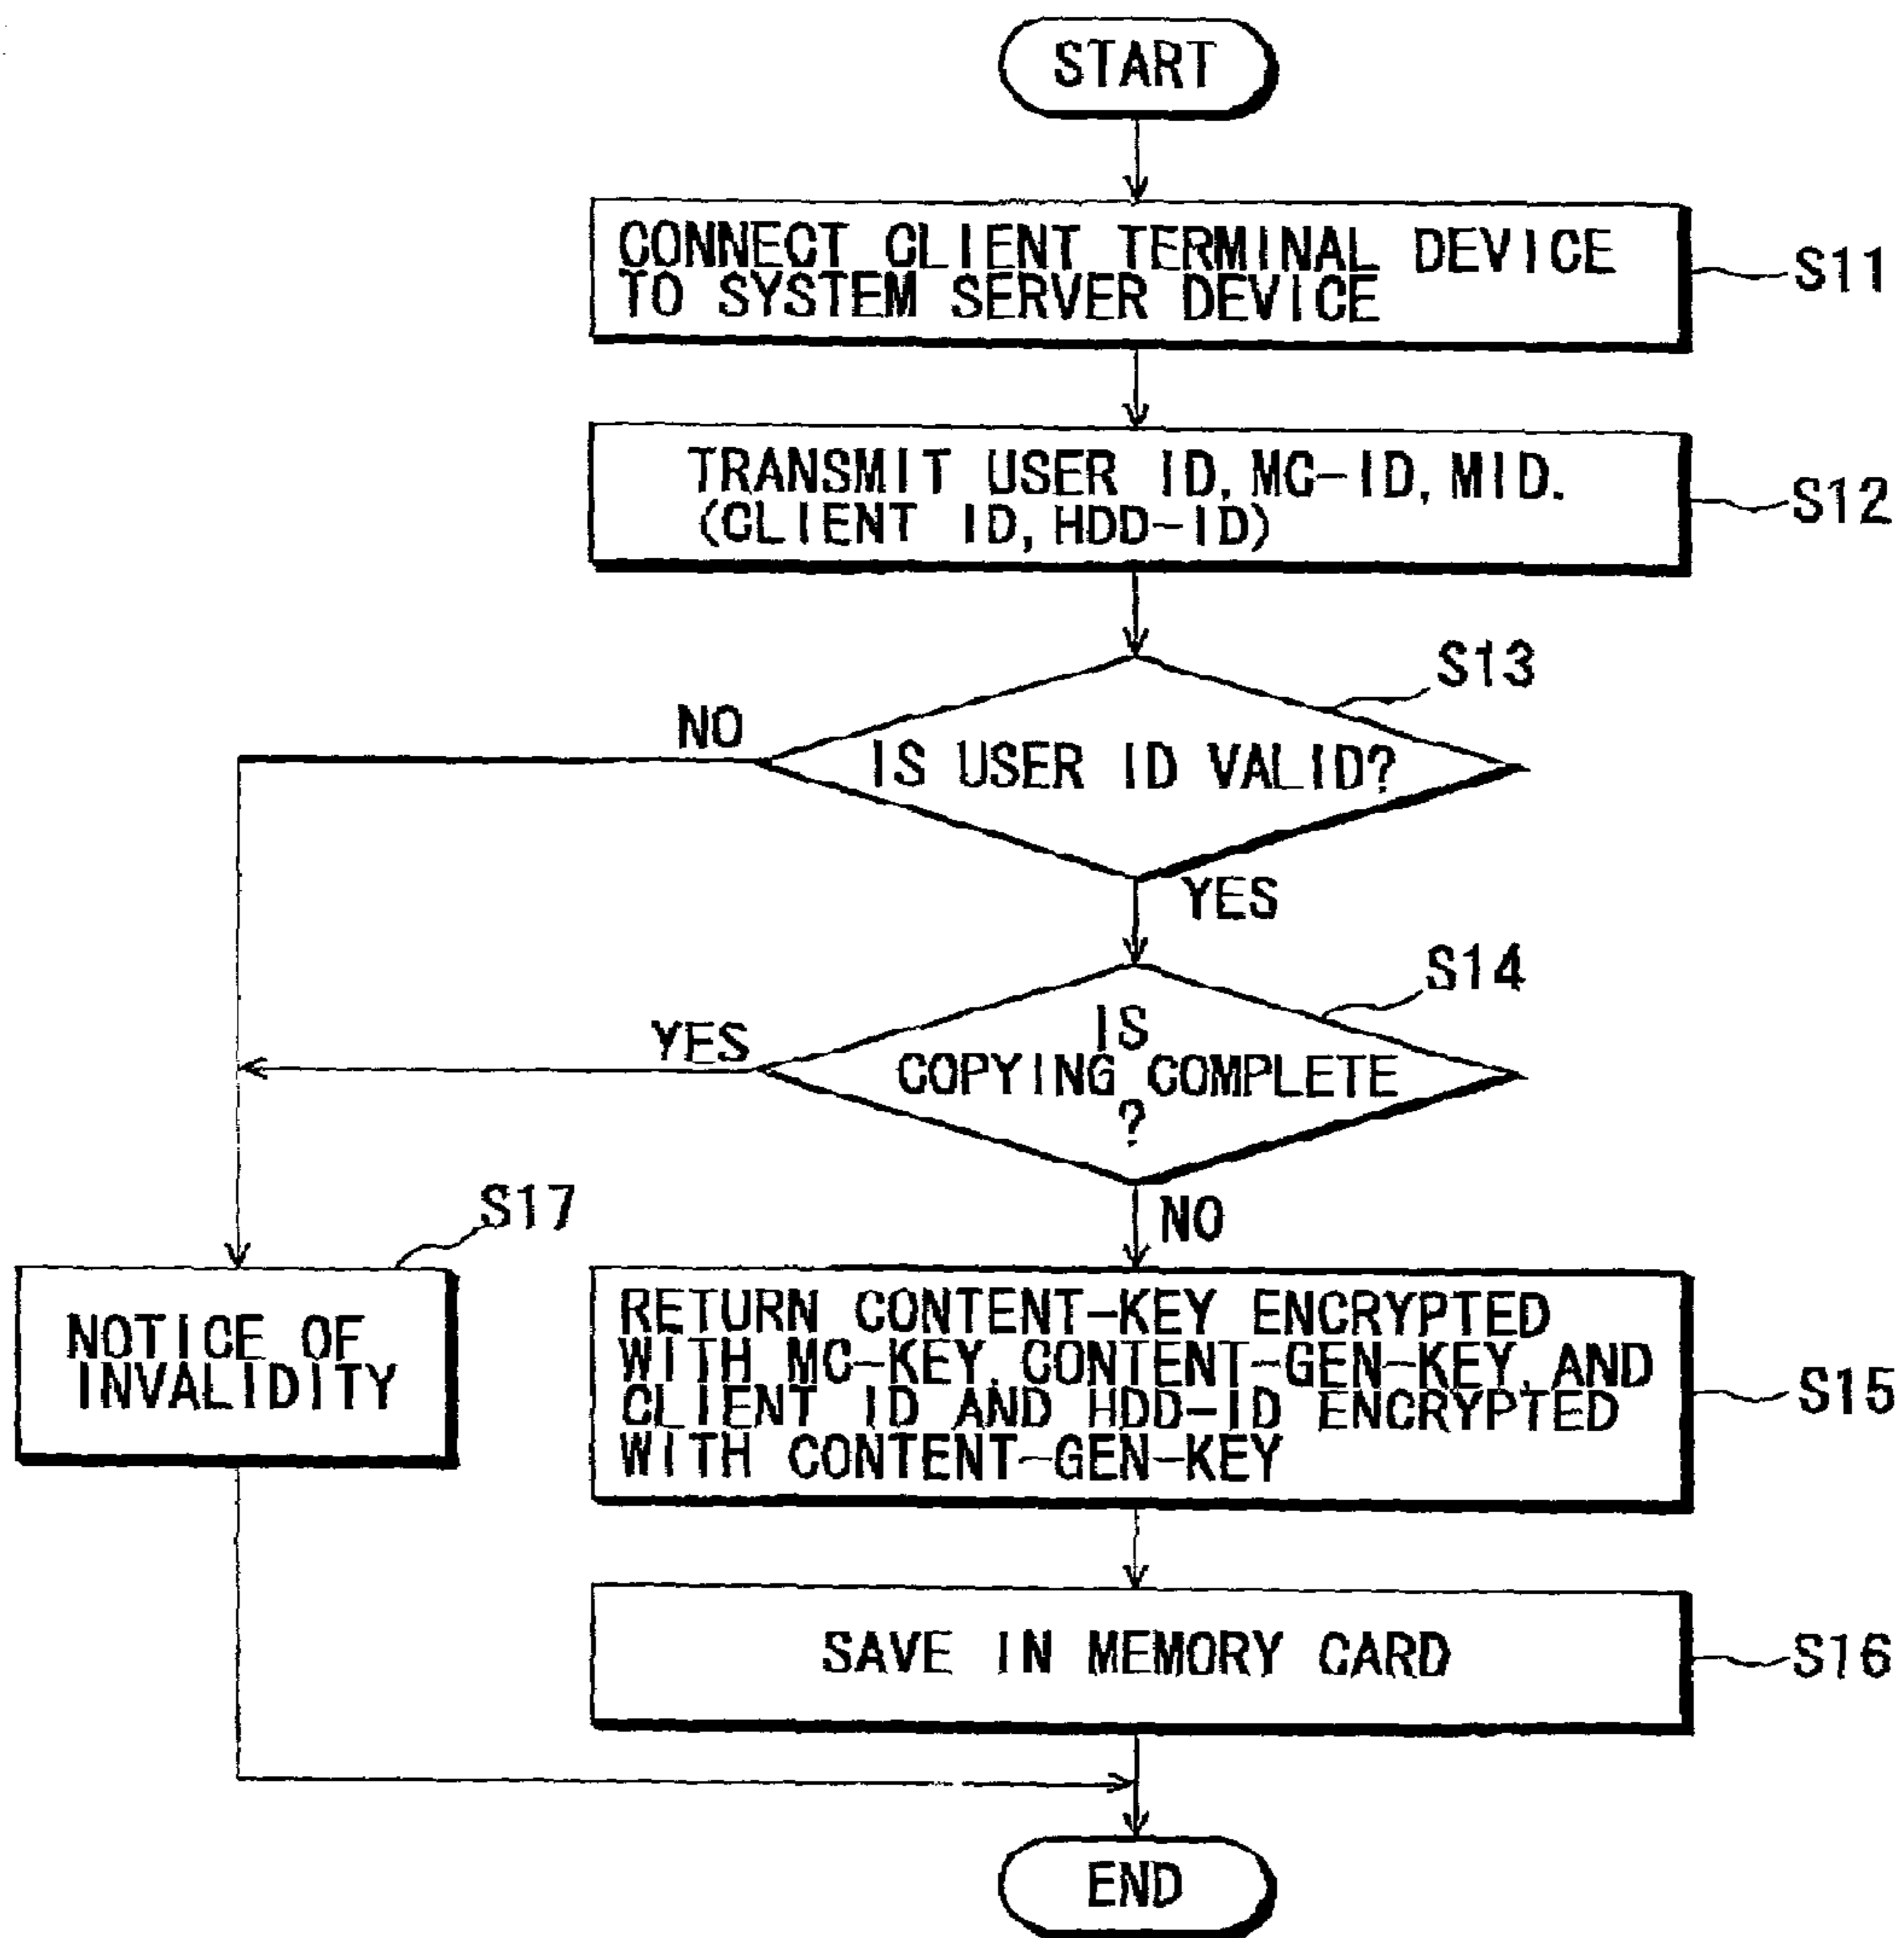 START
CONNECT CLIENT TERMINAL DEVICE
TO SYSTEM SERVER DEVICE
S11
TRANSMIT USER ID, MC-ID, MID.
(CLIENT ID, HDD-ID)
S12
S13
NO
IS USER ID VALID?
YES
S14
YES
IS
COPYING COMPLETE
?
NO
S17
NOTICE OF
INVALIDITY
RETURN CONTENT-KEY ENCRYPTED
WITH MC-KEY, CONTENT-GEN-KEY, AND
CLIENT ID AND HDD-ID ENCRYPTED
WITH CONTENT-GEN-KEY
S15
SAVE IN MEMORY CARD
S16
END